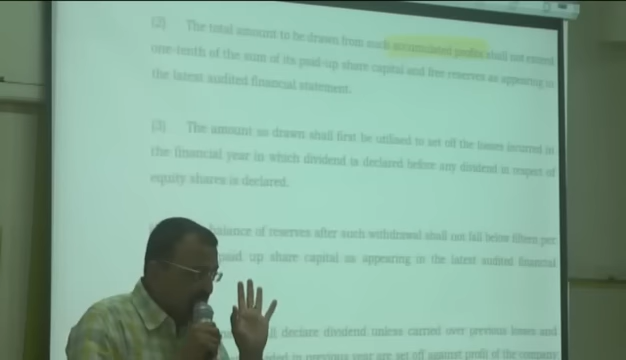 (2) The total amount to be drawn from such accumulated profits shall not exceed
one-tenth of the sum of its paid-up share capital and free reserves as appearing in
the latest audited financial statement.
(3) The amount so drawn shall first be utilised to set off the losses incurred in
the financial year in which dividend is declared before any dividend in respect of
equity shares is declared.
balance of reserves after such withdrawal shall not fall below fifteen per
paid up share capital as appearing in the latest audited financial
declare dividend unless carried over previous losses and
in previous year are set off against profit of the